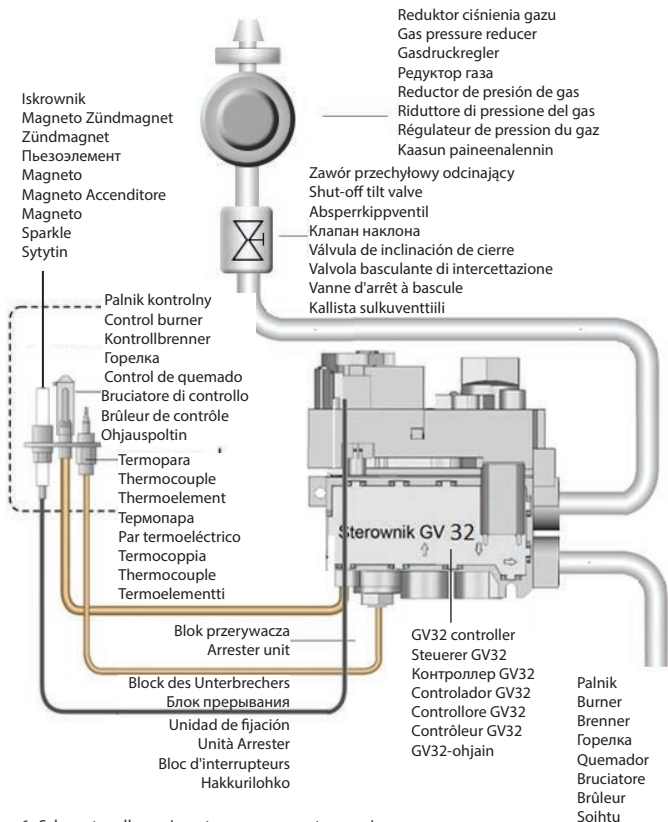 Reduktor ciśnienia gazu
Gas pressure reducer
Gasdruckregler
Редуктор газа
Reductor de presión de gas
Riduttore di pressione del gas
Régulateur de pression du gaz
Kaasun paineenalennin
Iskrownik
Magneto Zündmagnet
Zündmagnet
Пьезоэлемент
Magneto
Magneto Accenditore
Magneto
Sparkle
Sytytin
Zawór przechyłowy odcinający
Shut-off tilt valve
Absperrkippventil
Клапан наклона
Válvula de inclinación de cierre
Valvola basculante di intercettazione
Vanne d'arrêt à bascule
Kallista sulkuventtiili
Palnik kontrolny
Control burner
Kontrollbrenner
Горелка
Control de quemado
Bruciatore di controllo
Brûleur de contrôle
Ohjauspoltin
Termopara
Thermocouple
Thermoelement
Термопара
Par termoeléctrico
Termocoppia
Thermocouple
Termoelementti
Sterownik GV 32
Blok przerywacza
Arrester unit
Block des Unterbrechers
Блок прерывания
Unidad de fijación
Unità Arrester
Bloc d'interrupteurs
Hakkurilohko
GV32 controller
Steuerer GV32
Контроллер GV32
Controlador GV32
Controllore GV32
Contrôleur GV32
GV32-ohjain
Palnik
Burner
Brenner
Горелка
Quemador
Bruciatore
Brûleur
Soihtu